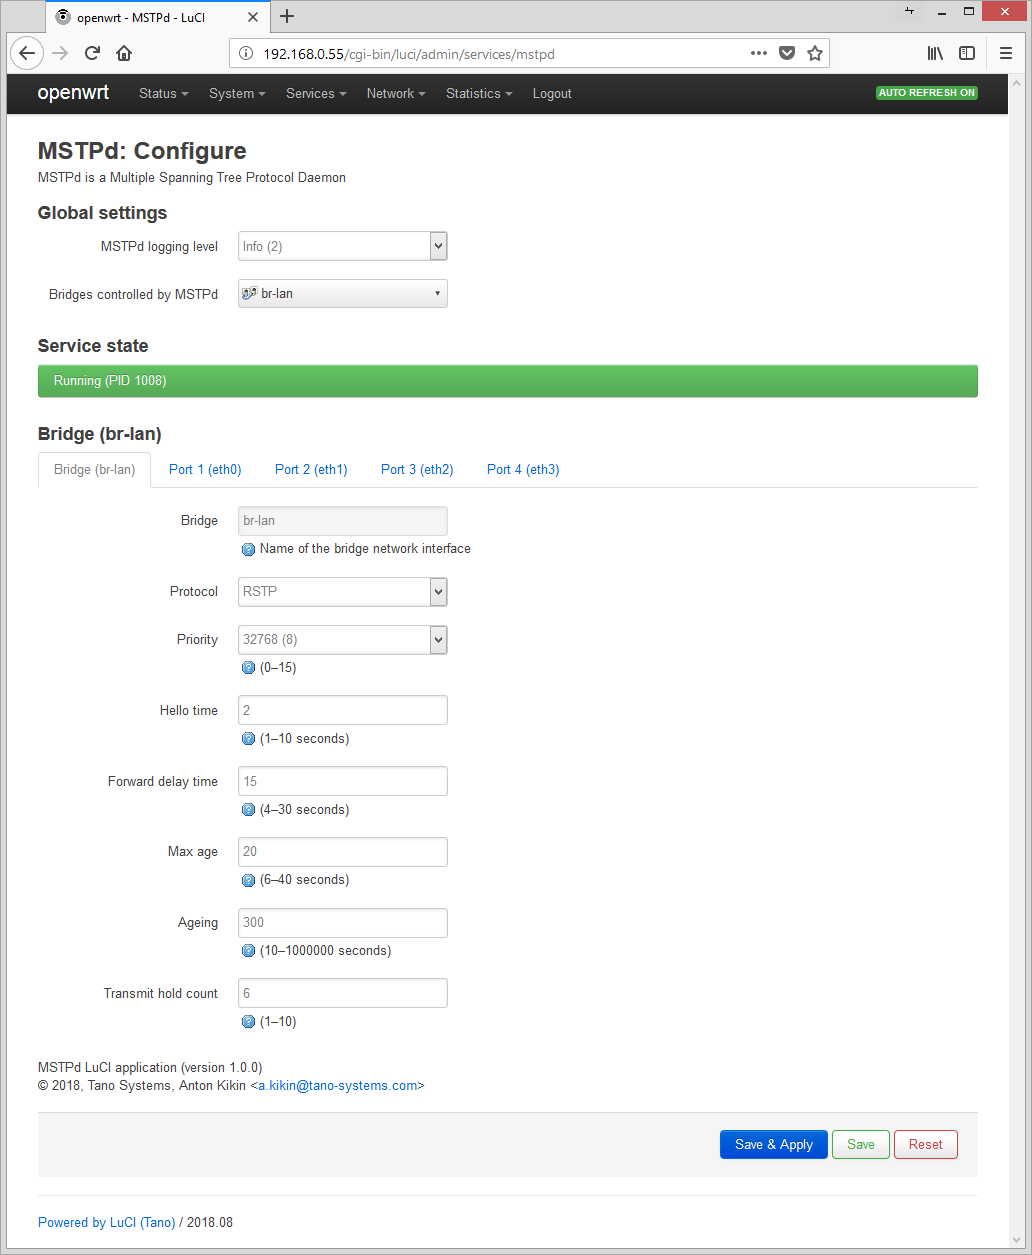 openwrt - MSTPd - LuCI
192.168.0.55/cgi-bin/luci/admin/services/mstpd
openwrt Status System Services Network Statistics Logout AUTO REFRESH ON
MSTPd: Configure
MSTPd is a Multiple Spanning Tree Protocol Daemon
Global settings
MSTPd logging level Info (2)
Bridges controlled by MSTPd br-lan
Service state
Running (PID 1008)
Bridge (br-lan)
Bridge (br-lan) Port 1 (eth0) Port 2 (eth1) Port 3 (eth2) Port 4 (eth3)
Bridge br-lan
Name of the bridge network interface
Protocol RSTP
Priority 32768 (8)
(0–15)
Hello time 2
(1–10 seconds)
Forward delay time 15
(4–30 seconds)
Max age 20
(6–40 seconds)
Ageing 300
(10–1000000 seconds)
Transmit hold count 6
(1–10)
MSTPd LuCI application (version 1.0.0)
© 2018, Tano Systems, Anton Kikin <a.kikin@tano-systems.com>
Save & Apply Save Reset
Powered by LuCI (Tano) / 2018.08